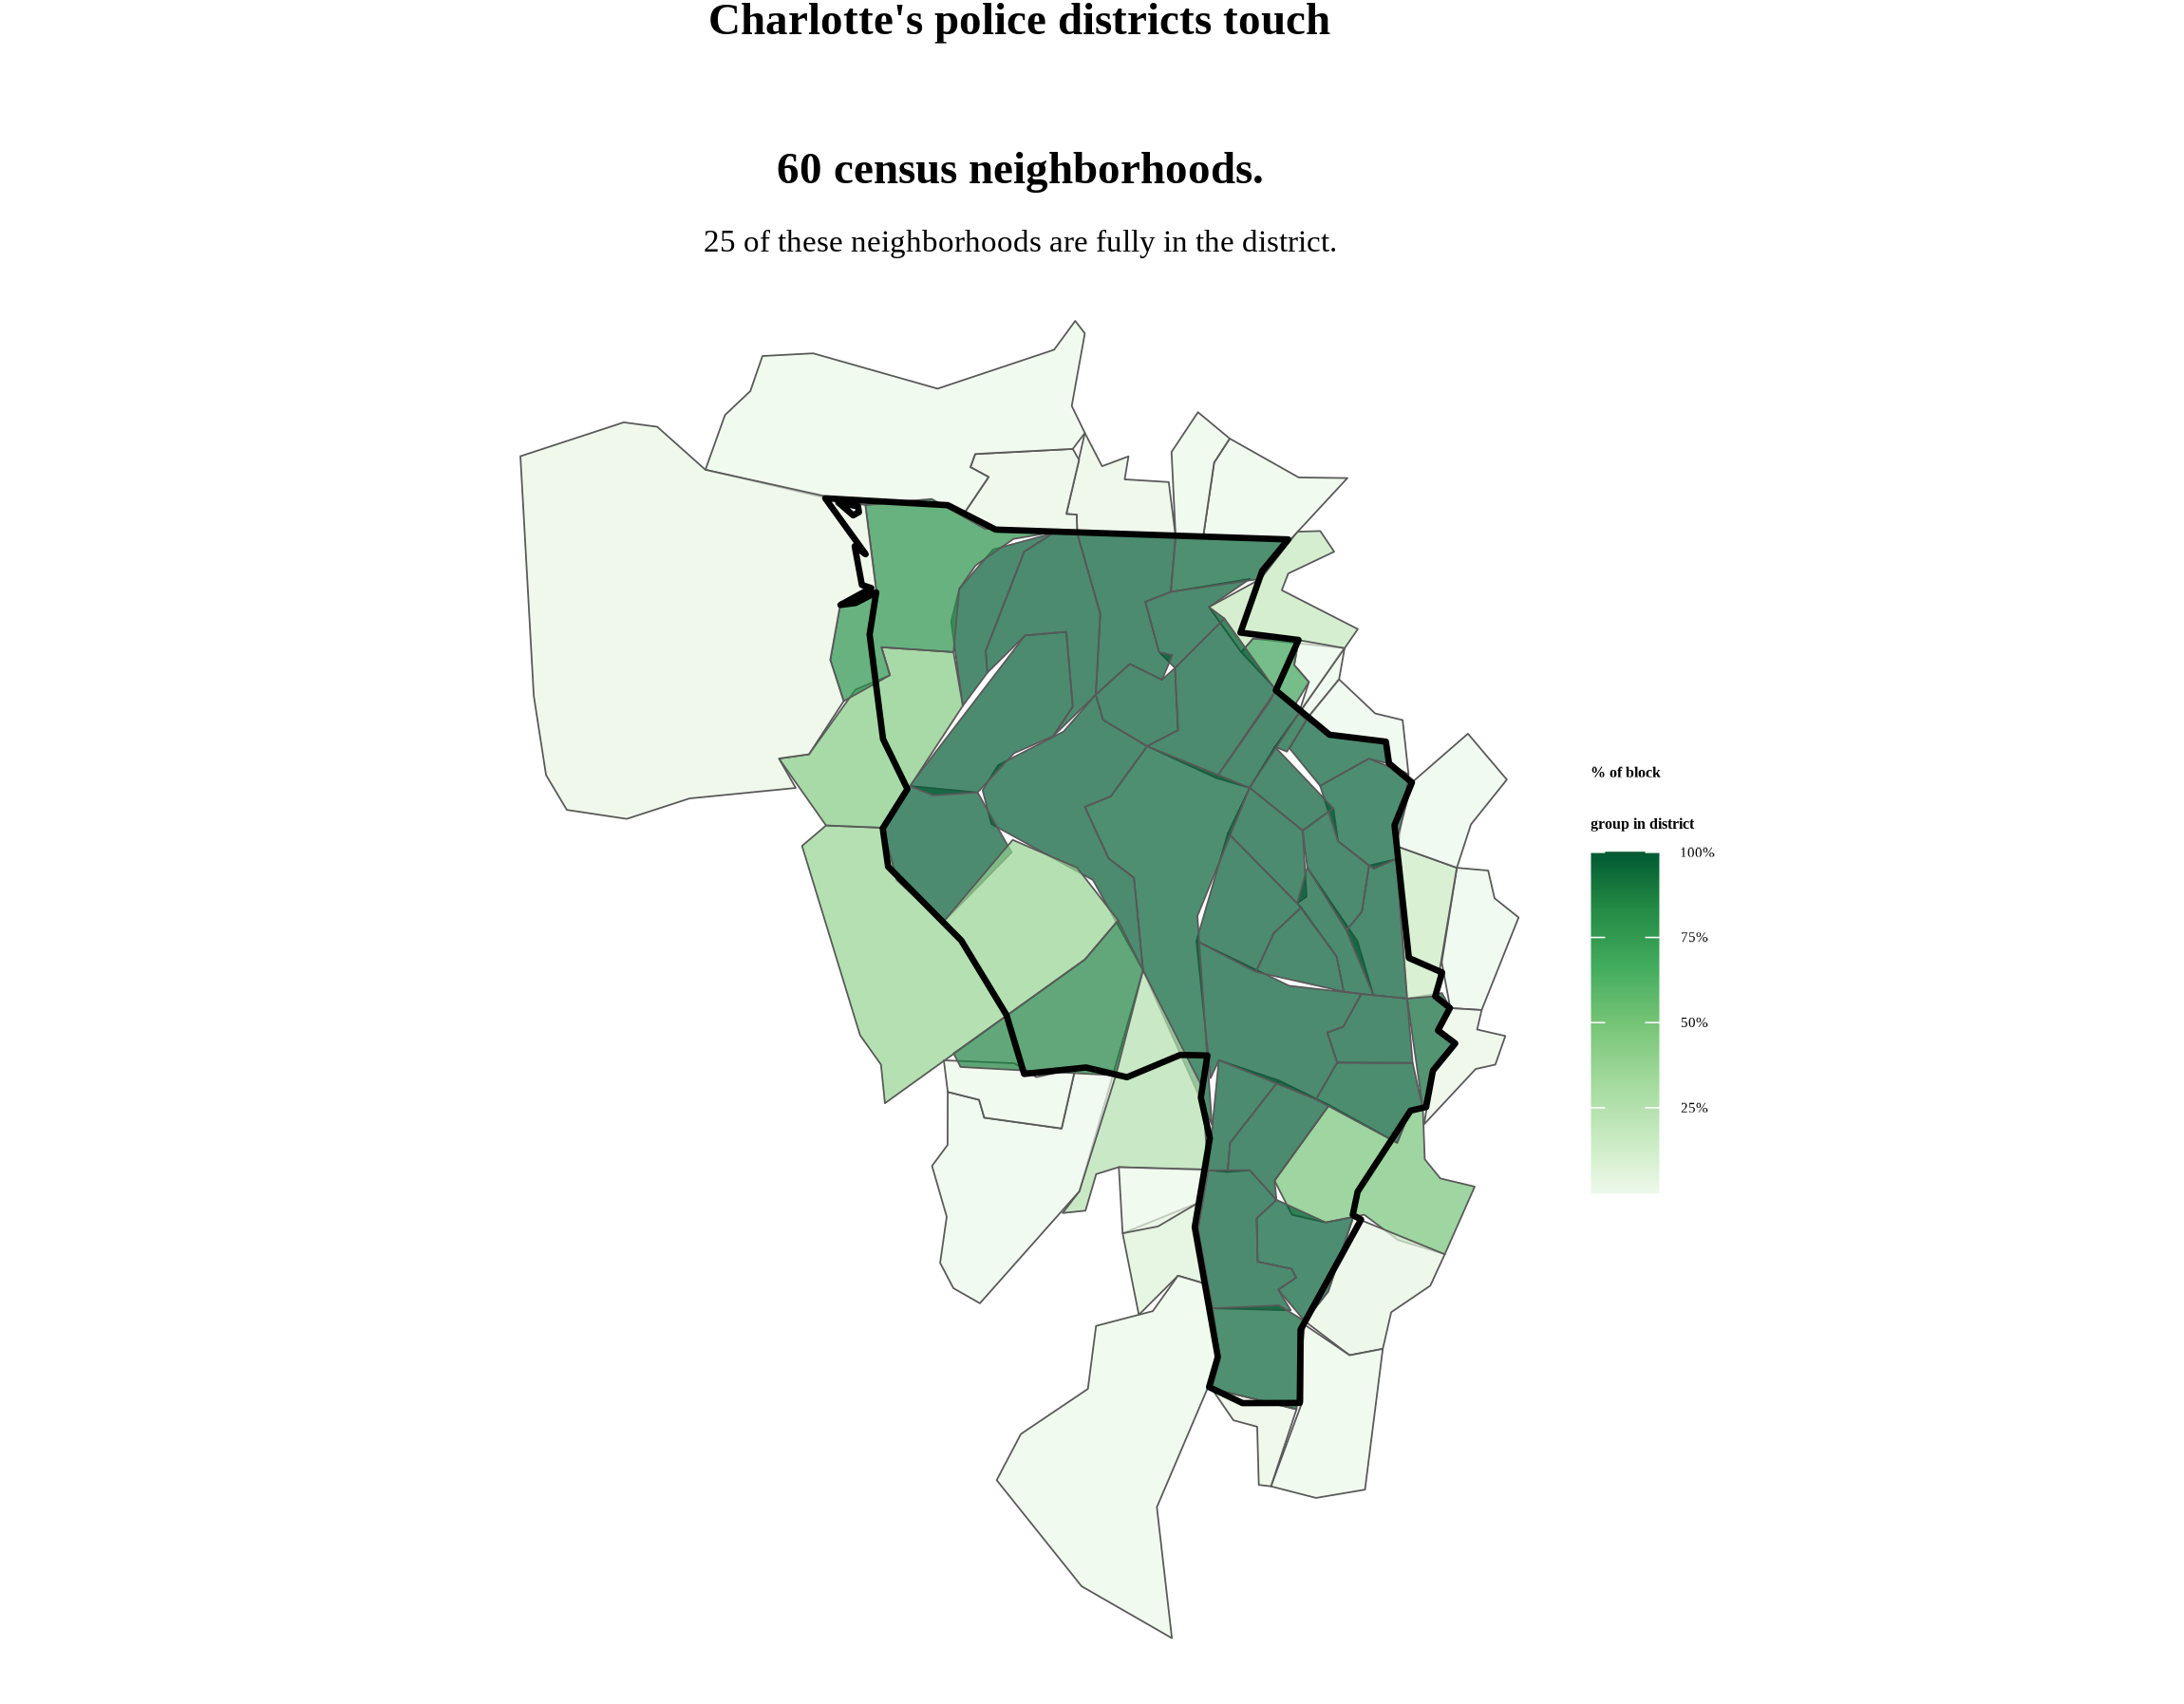 Charlotte's police districts touch
60 census neighborhoods.
25 of these neighborhoods are fully in the district.
% of block
group in district
100%
75%
50%
25%